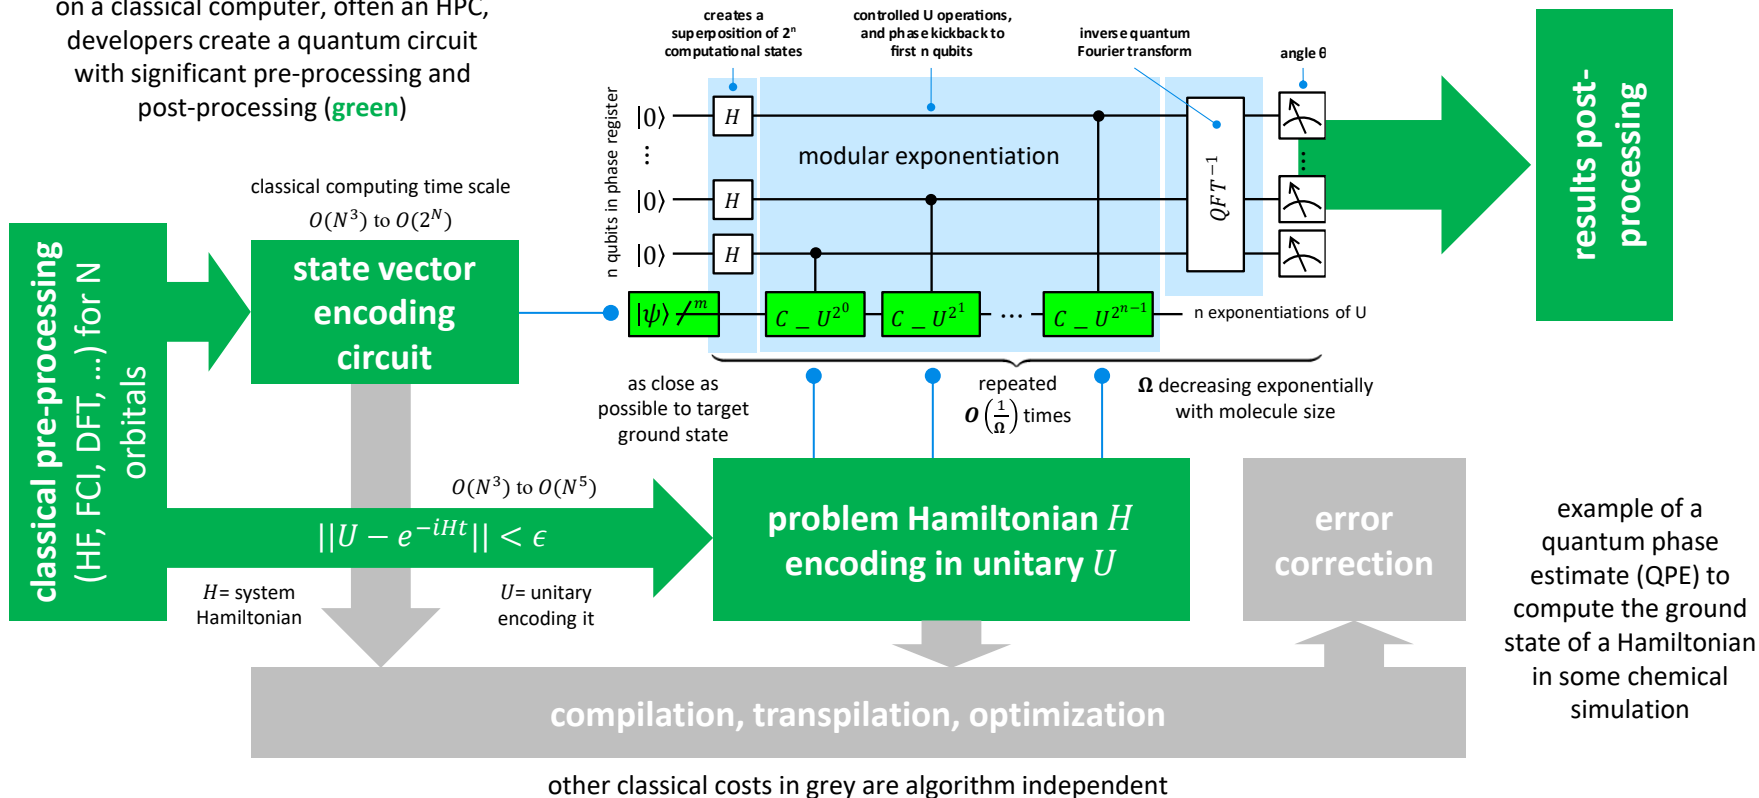 on a classical computer, often an HPC,
developers create a quantum circuit
with significant pre-processing and
post-processing (green)
creates a
superposition of 2ⁿ
computational states
controlled U operations,
and phase kickback to
first n qubits
inverse quantum
Fourier transform
angle θ
n qubits in phase register
|0⟩
H
⋮
modular exponentiation
|0⟩
H
|0⟩
H
QFT⁻¹
⋮
|ψ⟩ m
C _ U^{2^0}
C _ U^{2^1}
⋯
C _ U^{2^{n-1}}
n exponentiations of U
results post-
processing
classical computing time scale
O(N³) to O(2ᴺ)
classical pre-processing
(HF, FCI, DFT, ...) for N
orbitals
state vector
encoding
circuit
as close as
possible to target
ground state
repeated
O(1/Ω) times
Ω decreasing exponentially
with molecule size
O(N³) to O(N⁵)
||U − e^{−iHt}|| < ϵ
H= system
Hamiltonian
U= unitary
encoding it
problem Hamiltonian H
encoding in unitary U
error
correction
example of a
quantum phase
estimate (QPE) to
compute the ground
state of a Hamiltonian
in some chemical
simulation
compilation, transpilation, optimization
other classical costs in grey are algorithm independent